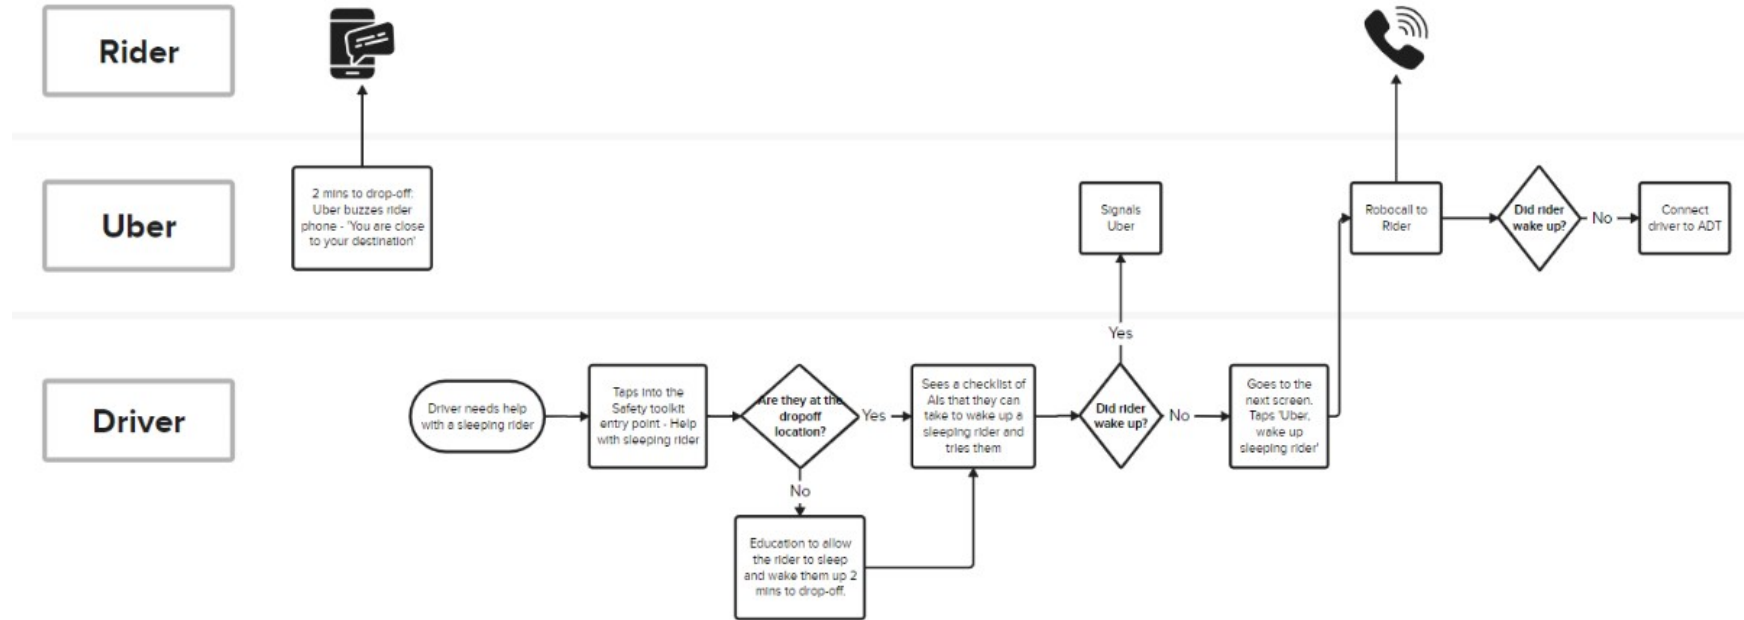 Rider
Uber
2 mins to drop-off:
Uber buzzes rider
phone - 'You are close
to your destination'
Signals
Uber
Robocall to
Rider
Did rider
wake up?
No
Connect
driver to ADT
Driver
Driver needs help
with a sleeping rider
Taps into the
Safety toolkit
entry point - Help
with sleeping rider
Are they at the
dropoff
location?
Yes
No
Education to allow
the rider to sleep
and wake them up 2
mins to drop-off.
Sees a checklist of
AIs that they can
take to wake up a
sleeping rider and
tries them
Did rider
wake up?
Yes
No
Goes to the
next screen.
Taps 'Uber,
wake up
sleeping rider'